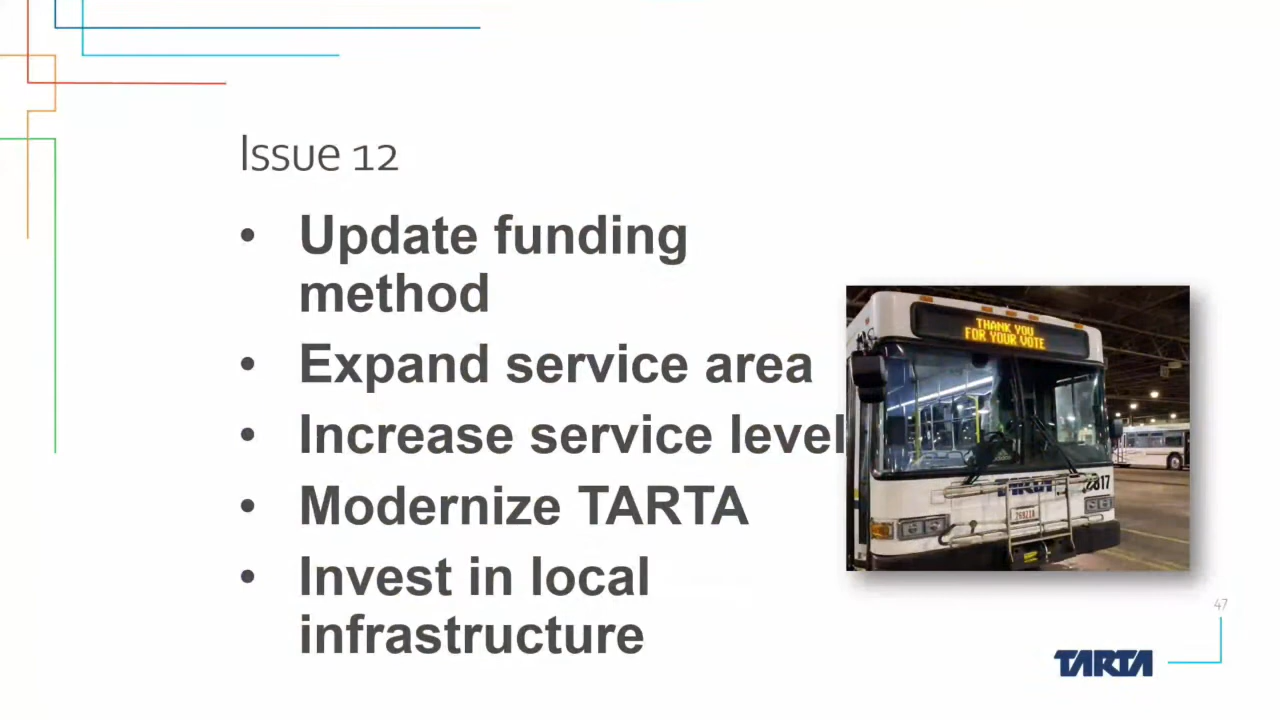 Issue 12
• Update funding
method
• Expand service area
• Increase service level
• Modernize TARTA
• Invest in local
infrastructure
THANK YOU
FOR YOUR VOTE
TARTA
47
TARTA